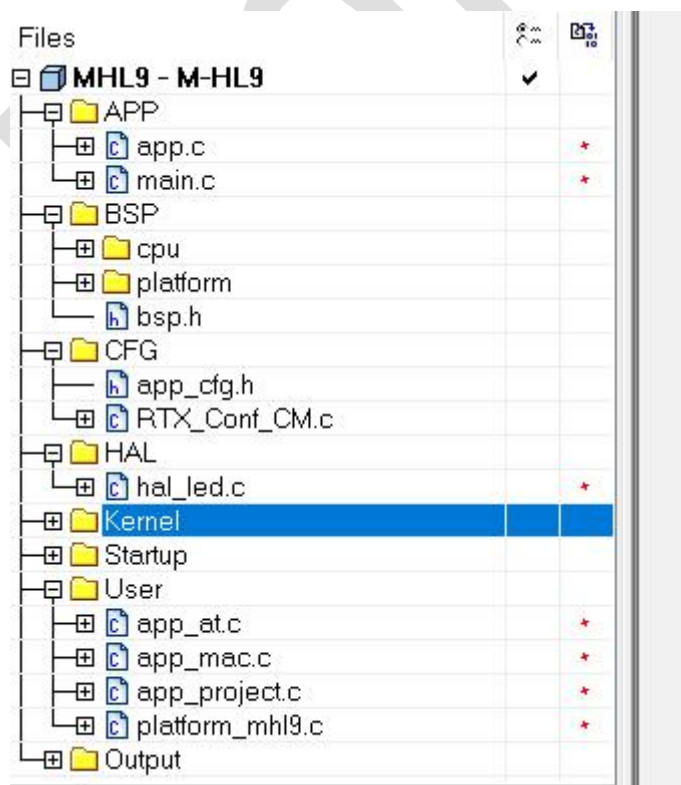 Files
MHL9 - M-HL9
APP
app.c
main.c
BSP
cpu
platform
bsp.h
CFG
app_cfg.h
RTX_Conf_CM.c
HAL
hal_led.c
Kernel
Startup
User
app_at.c
app_mac.c
app_project.c
platform_mhl9.c
Output